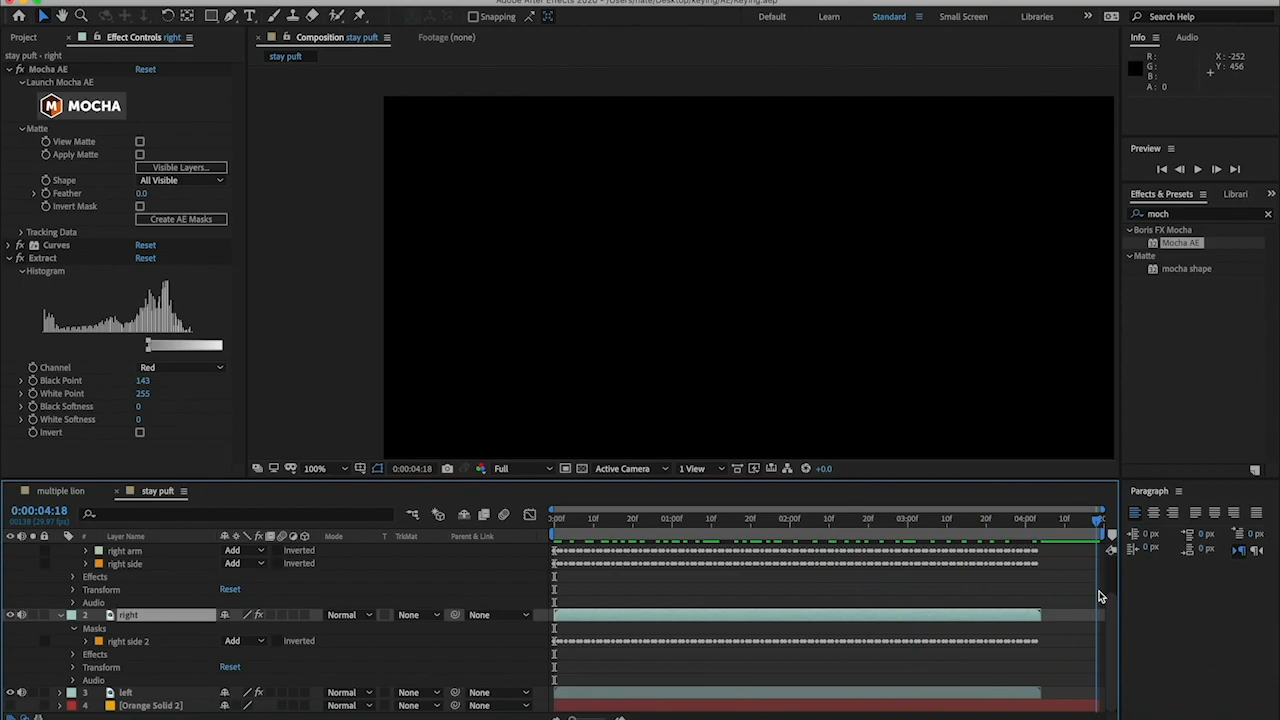 Adobe After Effects 2020 - /Users/nate/Desktop/keying/AE/Keying.aep
Snapping
Default
Learn
Standard
Small Screen
Libraries
Search Help
Project
Effect Controls right
Composition stay puft
Footage (none)
Info
Audio
stay puft • right
stay puft
Mocha AE
Reset
Launch Mocha AE
MOCHA
Matte
View Matte
Apply Matte
Visible Layers...
Shape
All Visible
Feather
0.0
Invert Mask
Create AE Masks
Tracking Data
Curves
Reset
Extract
Reset
Histogram
Channel
Red
Black Point
143
White Point
255
Black Softness
0
White Softness
0
Invert
R:
G:
B:
A: 0
X: -252
Y: 456
Preview
Effects & Presets
Librari
moch
Boris FX Mocha
Mocha AE
Matte
mocha shape
100%
0:00:04:18
Full
Active Camera
1 View
+0.0
multiple lion
stay puft
0:00:04:18
00138 (29.97 fps)
:00f
10f
20f
01:00f
10f
20f
02:00f
10f
20f
03:00f
10f
20f
04:00f
10f
#
Layer Name
Mode
T
TrkMat
Parent & Link
right arm
Add
Inverted
right side
Add
Inverted
Effects
Transform
Reset
Audio
2
right
Normal
None
None
Masks
right side 2
Add
Inverted
Effects
Transform
Reset
Audio
3
left
Normal
None
None
4
[Orange Solid 2]
Normal
None
None
Paragraph
0 px
0 px
0 px
0 px
0 px